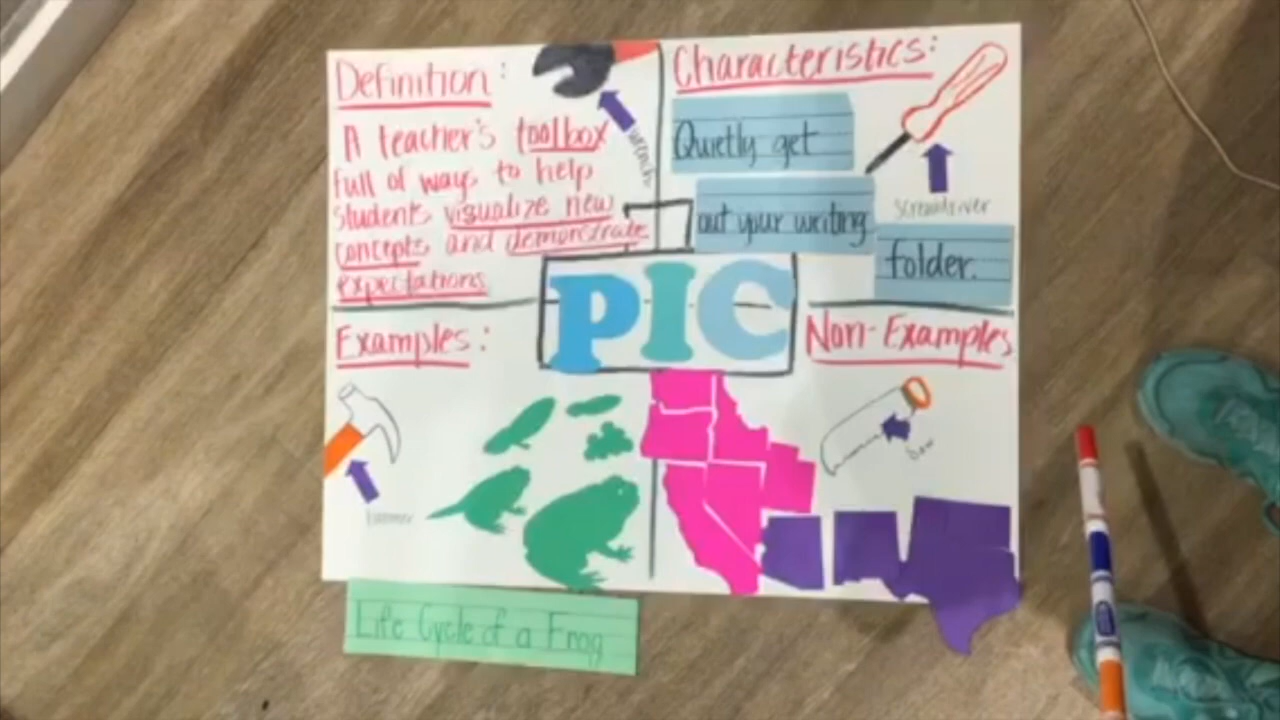 Definition:
A teacher's toolbox
full of ways to help
students visualize new
concepts and demonstrate
expectations
wrench
Characteristics:
Quietly get
out your writing
folder.
screwdriver
PIC
Examples:
hammer
Non-Examples
saw
Life Cycle of a Frog